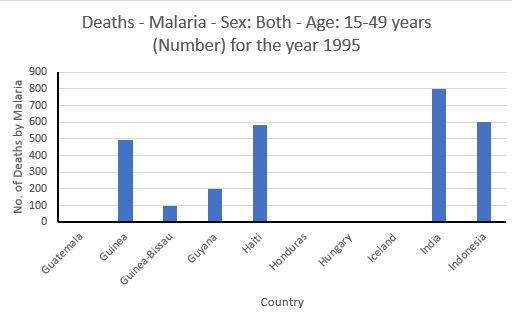 Deaths - Malaria - Sex: Both - Age: 15-49 years
(Number) for the year 1995
No. of Deaths by Malaria
900
800
700
600
500
400
300
200
100
0
Guatemala
Guinea
Guinea-Bissau
Guyana
Haiti
Honduras
Hungary
Iceland
India
Indonesia
Country